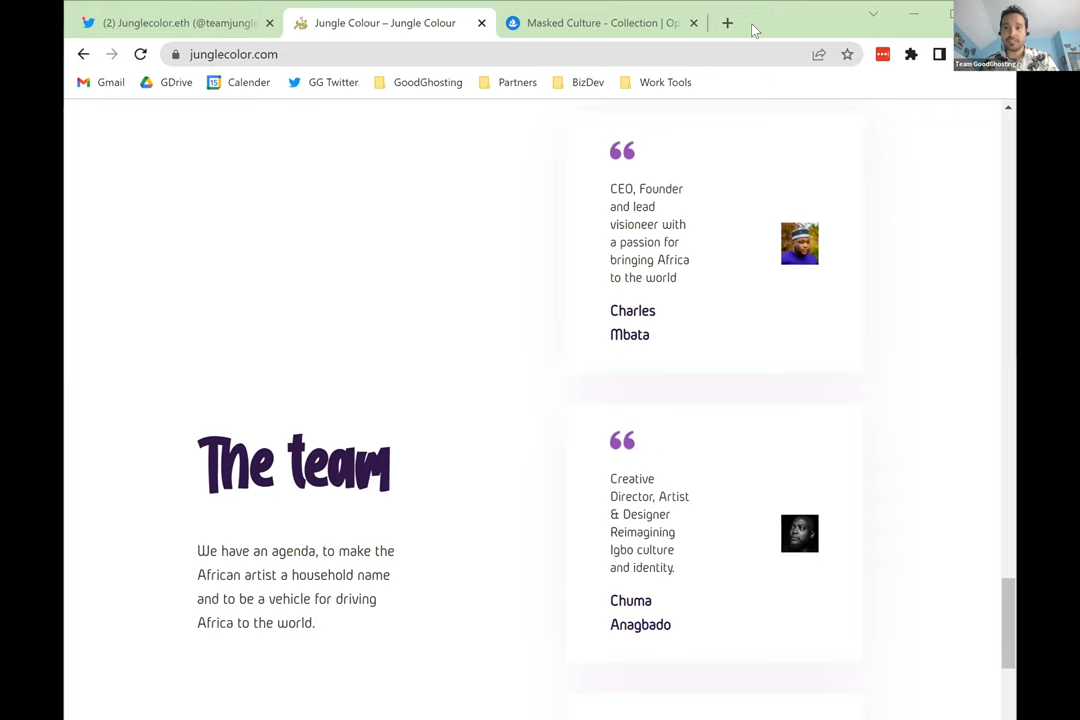 (2) Junglecolor.eth (@teamjungle
Jungle Colour – Jungle Colour
Masked Culture - Collection | Op
junglecolor.com
Gmail
GDrive
31
Calender
GG Twitter
GoodGhosting
Partners
BizDev
Work Tools
Team GoodGhosting
“
CEO, Founder
and lead
visioneer with
a passion for
bringing Africa
to the world
Charles
Mbata
The team
We have an agenda, to make the
African artist a household name
and to be a vehicle for driving
Africa to the world.
“
Creative
Director, Artist
& Designer
Reimagining
Igbo culture
and identity.
Chuma
Anagbado